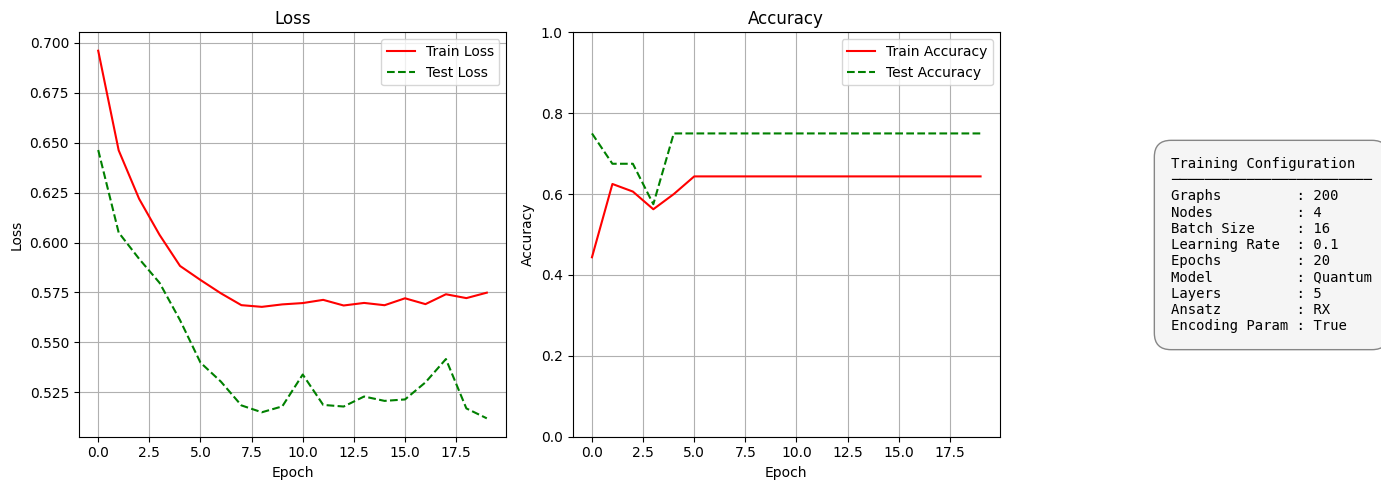 Loss
0.700
0.675
0.650
0.625
0.600
0.575
0.550
0.525
Loss
0.0 2.5 5.0 7.5 10.0 12.5 15.0 17.5
Epoch
Train Loss
Test Loss
Accuracy
1.0
0.8
0.6
0.4
0.2
0.0
Accuracy
0.0 2.5 5.0 7.5 10.0 12.5 15.0 17.5
Epoch
Train Accuracy
Test Accuracy
Training Configuration
Graphs : 200
Nodes : 4
Batch Size : 16
Learning Rate : 0.1
Epochs : 20
Model : Quantum
Layers : 5
Ansatz : RX
Encoding Param : True